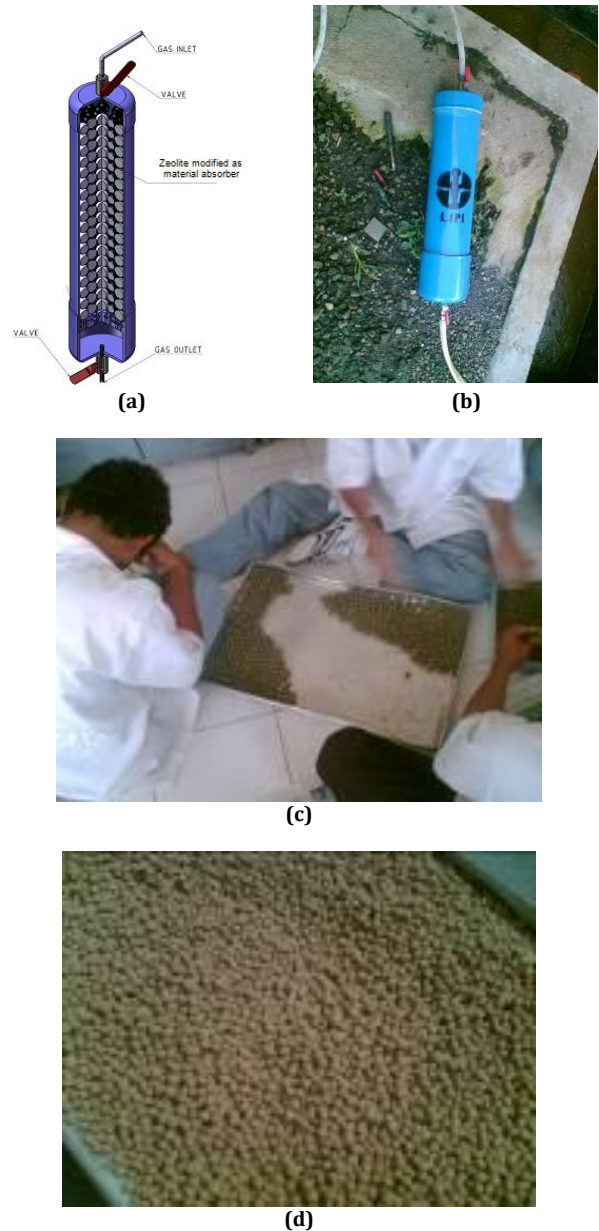 GAS INLET
VALVE
Zeolite modified as
material absorber
VALVE
GAS OUTLET
(a)
LIPI
(b)
(c)
(d)